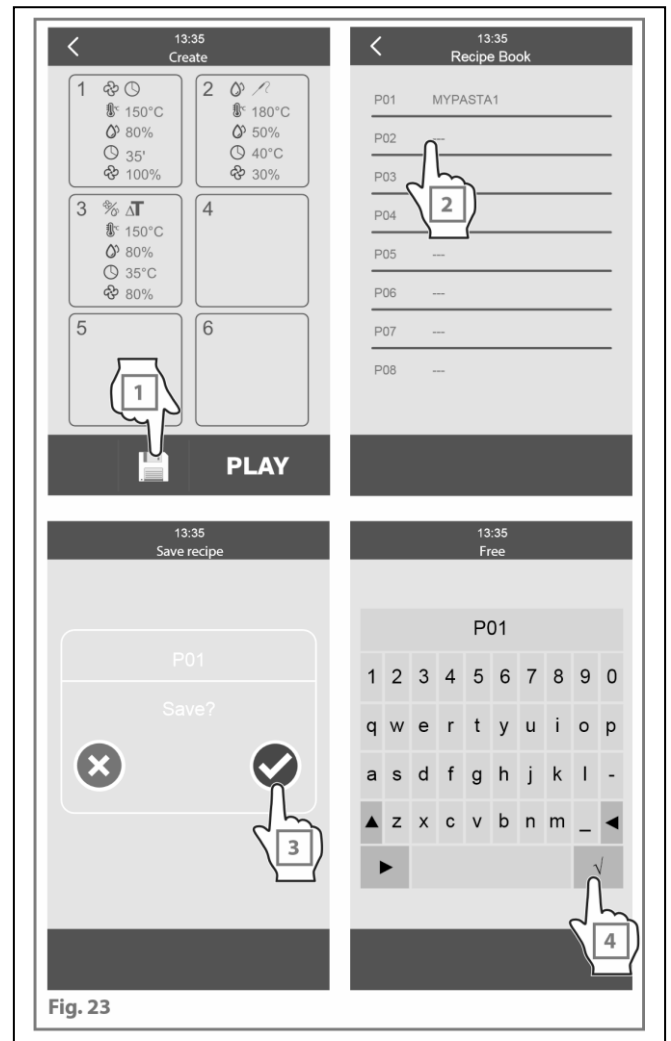 13:35
Create
1
150°C
80%
35'
100%
2
180°C
50%
40°C
30%
3 % ΔT
150°C
80%
35°C
80%
4
5
6
1
PLAY
13:35
Recipe Book
P01 MYPASTA1
P02 ---
P03
P04
P05 ---
P06 ---
P07 ---
P08 ---
2
13:35
Save recipe
P01
Save?
3
13:35
Free
P01
1 2 3 4 5 6 7 8 9 0
q w e r t y u i o p
a s d f g h j k l -
▲ z x c v b n m _ ◄
► √
4
Fig. 23